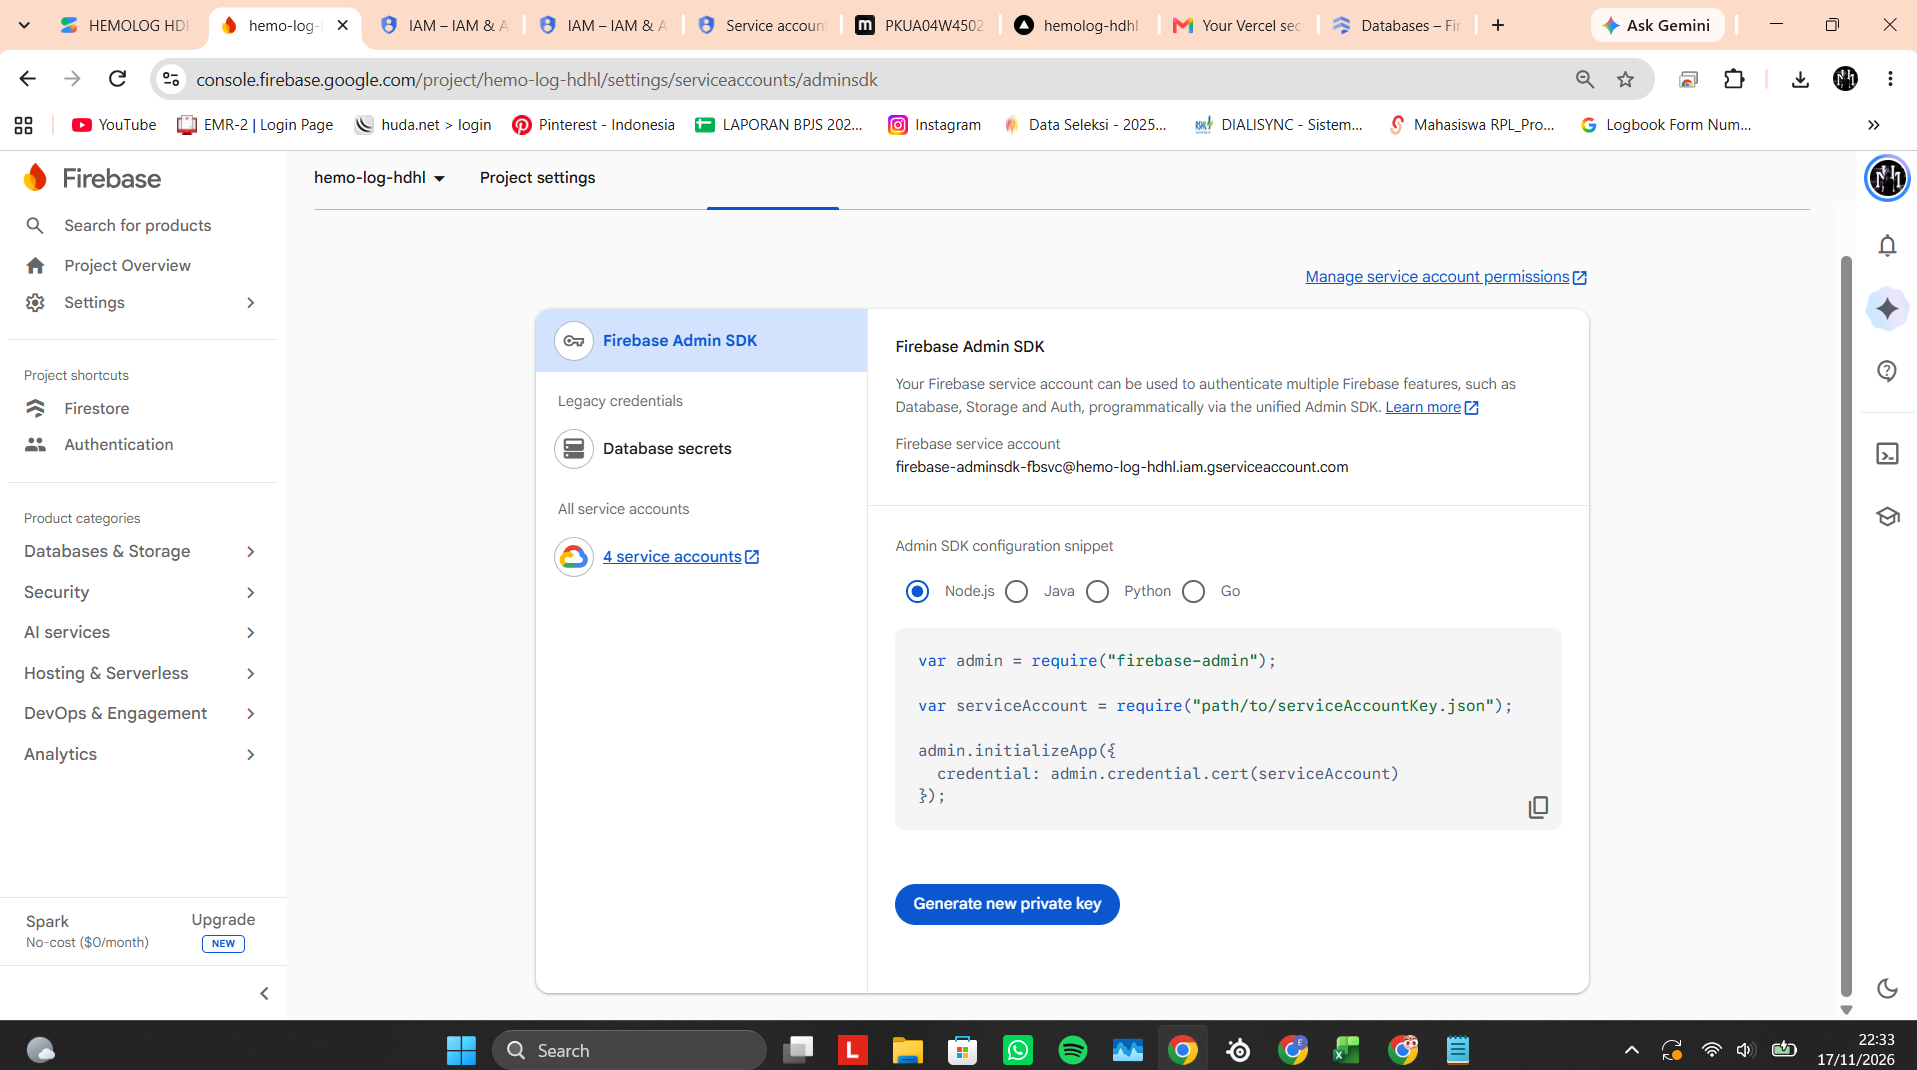 HEMOLOG HDH
hemo-log-
IAM – IAM & A
IAM – IAM & A
Service accoun
PKUA04W4502
hemolog-hdhl
Your Vercel sec
Databases – Fir
Ask Gemini
console.firebase.google.com/project/hemo-log-hdhl/settings/serviceaccounts/adminsdk
YouTube
EMR-2 | Login Page
huda.net > login
Pinterest - Indonesia
LAPORAN BPJS 202...
Instagram
Data Seleksi - 2025...
DIALISYNC - Sistem...
Mahasiswa RPL_Pro...
Logbook Form Num...
Firebase
Search for products
Project Overview
Settings
Project shortcuts
Firestore
Authentication
Product categories
Databases & Storage
Security
AI services
Hosting & Serverless
DevOps & Engagement
Analytics
Spark
No-cost ($0/month)
Upgrade
NEW
hemo-log-hdhl
Project settings
Manage service account permissions
Firebase Admin SDK
Legacy credentials
Database secrets
All service accounts
4 service accounts
Firebase Admin SDK
Your Firebase service account can be used to authenticate multiple Firebase features, such as
Database, Storage and Auth, programmatically via the unified Admin SDK. Learn more
Firebase service account
firebase-adminsdk-fbsvc@hemo-log-hdhl.iam.gserviceaccount.com
Admin SDK configuration snippet
Node.js
Java
Python
Go
var admin = require("firebase-admin");
var serviceAccount = require("path/to/serviceAccountKey.json");
admin.initializeApp({
credential: admin.credential.cert(serviceAccount)
});
Generate new private key
Search
22:33
17/11/2026